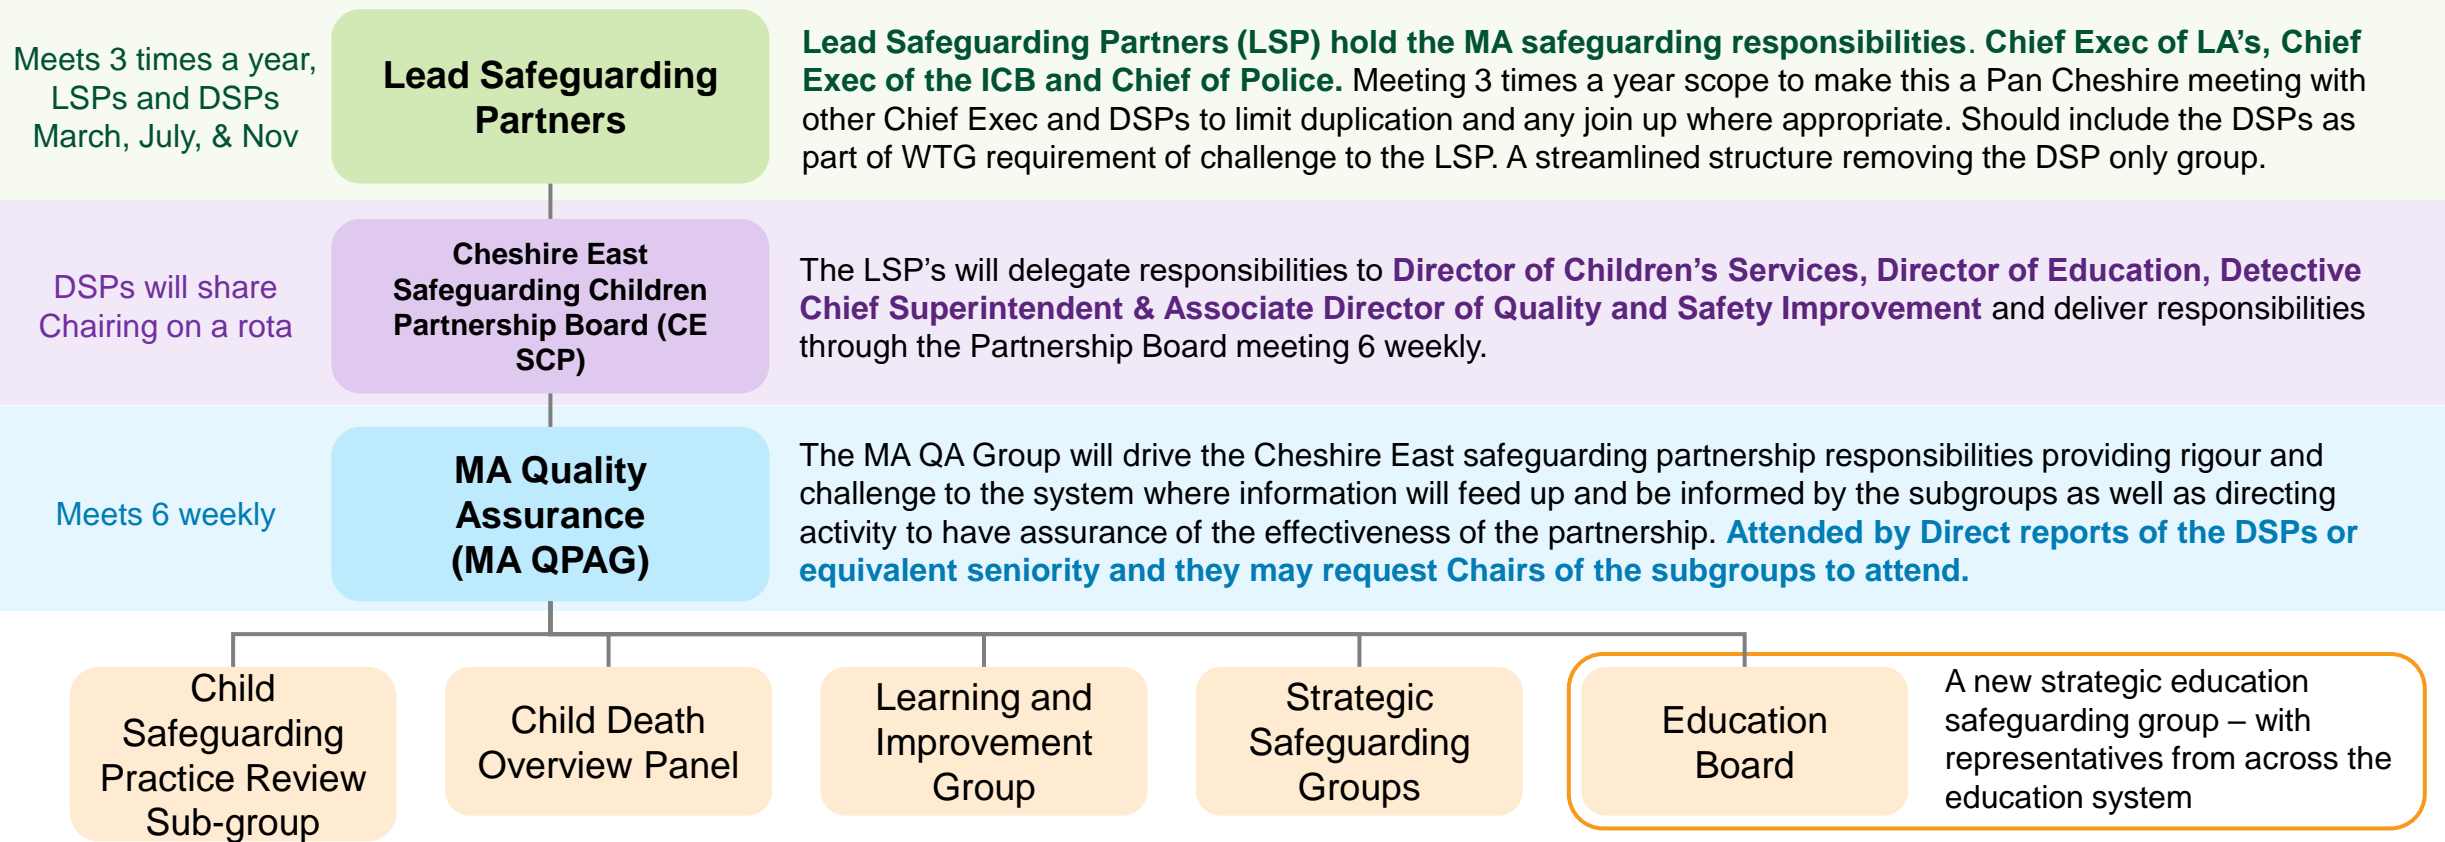 Meets 3 times a year,
LSPs and DSPs
March, July, & Nov
Lead Safeguarding
Partners
Lead Safeguarding Partners (LSP) hold the MA safeguarding responsibilities. Chief Exec of LA’s, Chief
Exec of the ICB and Chief of Police. Meeting 3 times a year scope to make this a Pan Cheshire meeting with
other Chief Exec and DSPs to limit duplication and any join up where appropriate. Should include the DSPs as
part of WTG requirement of challenge to the LSP. A streamlined structure removing the DSP only group.
DSPs will share
Chairing on a rota
Cheshire East
Safeguarding Children
Partnership Board (CE
SCP)
The LSP’s will delegate responsibilities to Director of Children’s Services, Director of Education, Detective
Chief Superintendent & Associate Director of Quality and Safety Improvement and deliver responsibilities
through the Partnership Board meeting 6 weekly.
Meets 6 weekly
MA Quality
Assurance
(MA QPAG)
The MA QA Group will drive the Cheshire East safeguarding partnership responsibilities providing rigour and
challenge to the system where information will feed up and be informed by the subgroups as well as directing
activity to have assurance of the effectiveness of the partnership. Attended by Direct reports of the DSPs or
equivalent seniority and they may request Chairs of the subgroups to attend.
Child
Safeguarding
Practice Review
Sub-group
Child Death
Overview Panel
Learning and
Improvement
Group
Strategic
Safeguarding
Groups
Education
Board
A new strategic education
safeguarding group – with
representatives from across the
education system